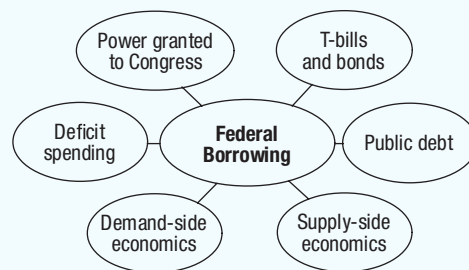 Power granted
to Congress
T-bills
and bonds
Deficit
spending
Federal
Borrowing
Public debt
Demand-side
economics
Supply-side
economics